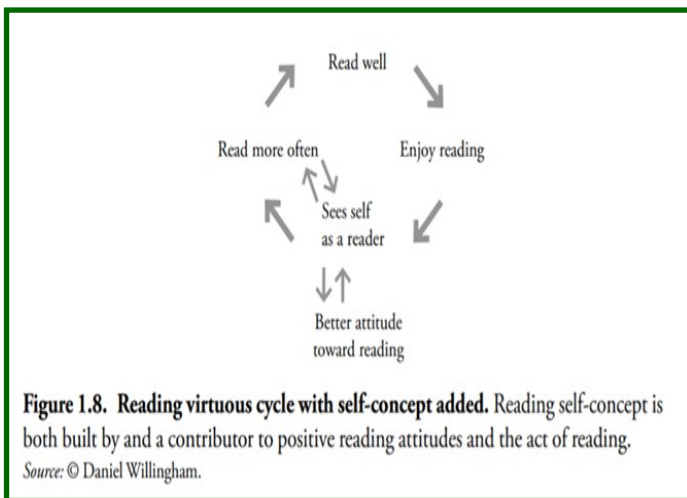 Read well
Read more often
Enjoy reading
Sees self
as a reader
Better attitude
toward reading
Figure 1.8. Reading virtuous cycle with self-concept added. Reading self-concept is
both built by and a contributor to positive reading attitudes and the act of reading.
Source: © Daniel Willingham.